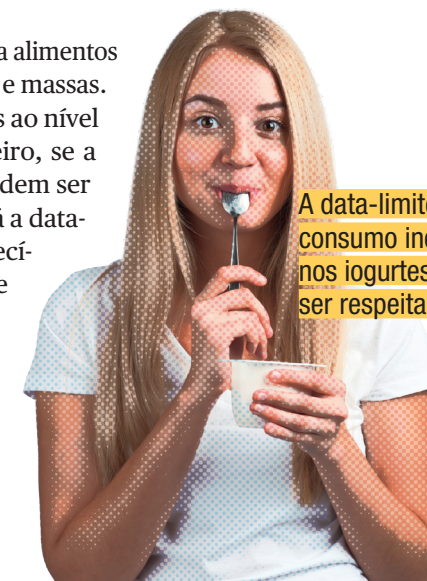 a alimentos
e massas.
s ao nível
eiro, se a
dem ser
a data-
ecí-
e
A data-limite
consumo in
nos iogurtes
ser respeita